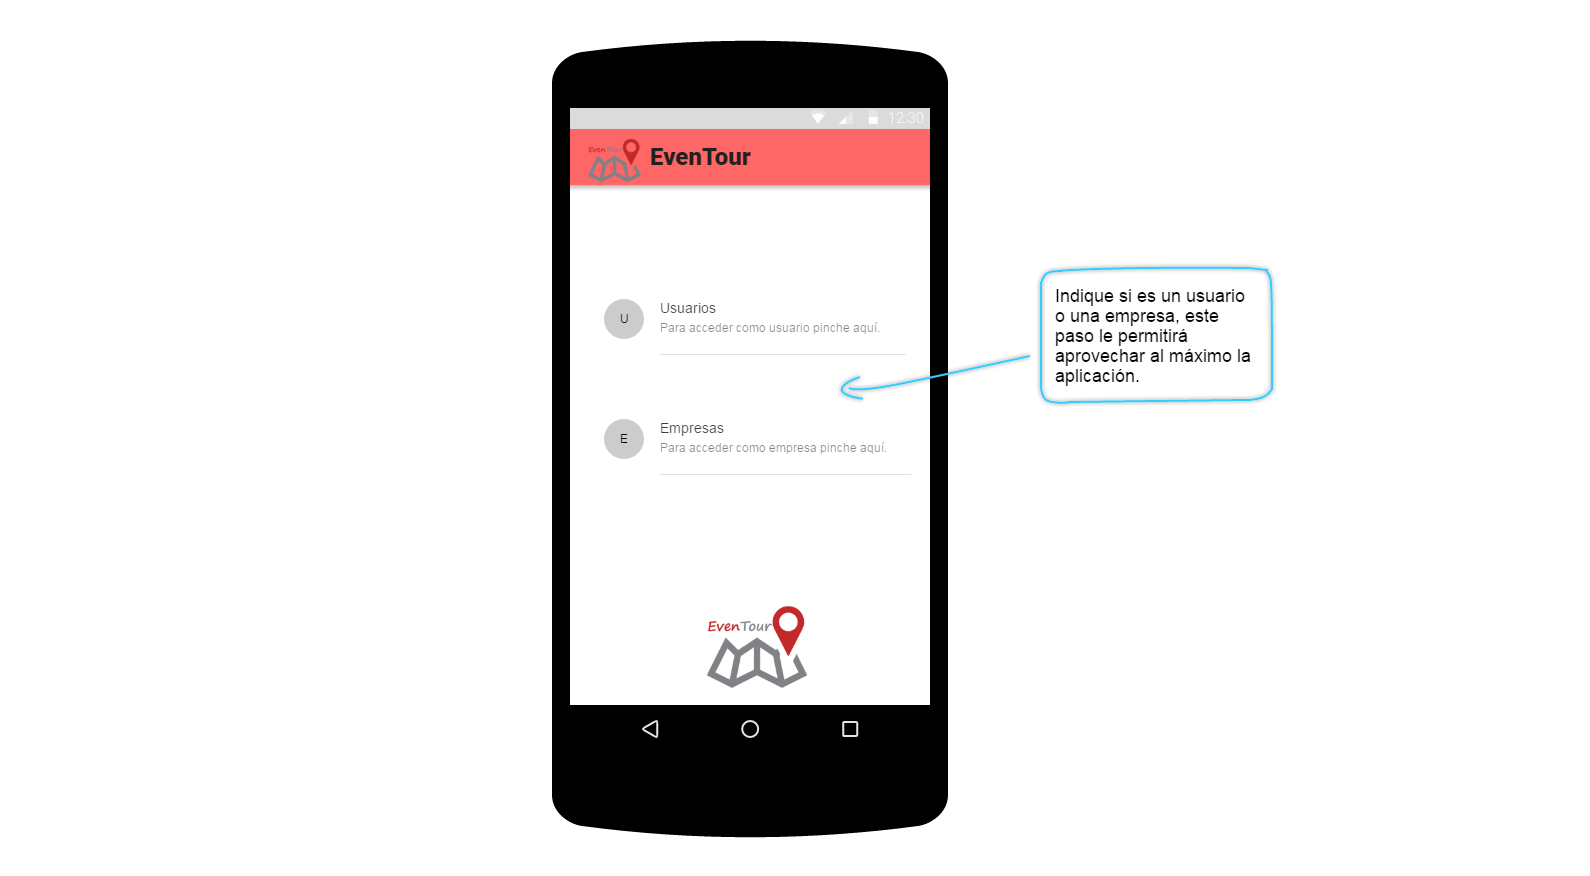 12:30
EvenTour
EvenTour
U
Usuarios
Para acceder como usuario pinche aquí.
E
Empresas
Para acceder como empresa pinche aquí.
EvenTour
Indique si es un usuario
o una empresa, este
paso le permitirá
aprovechar al máximo la
aplicación.